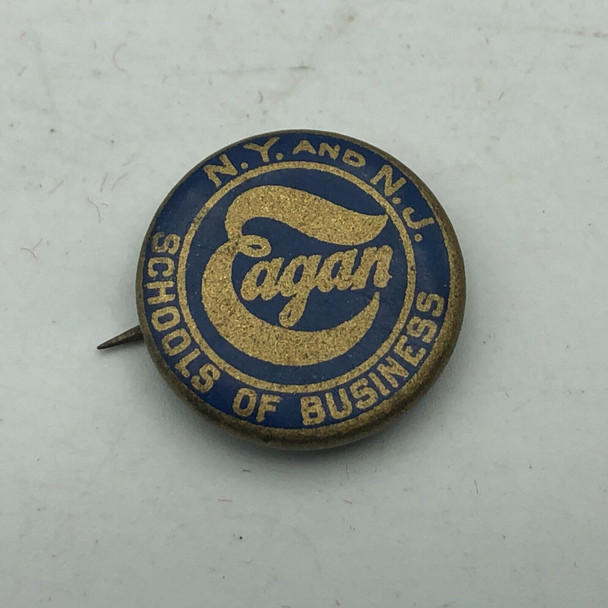 N.Y. AND N.J.
Eagan
SCHOOLS OF BUSINESS